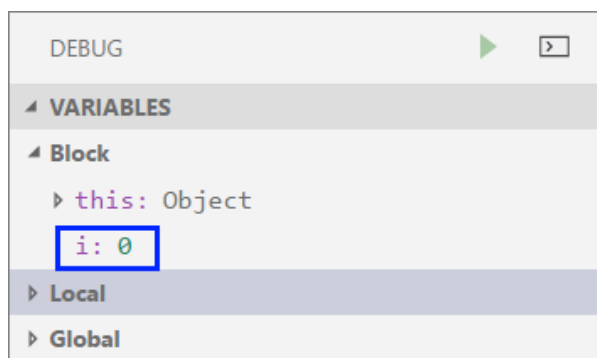 DEBUG
VARIABLES
Block
this: Object
i: 0
Local
Global